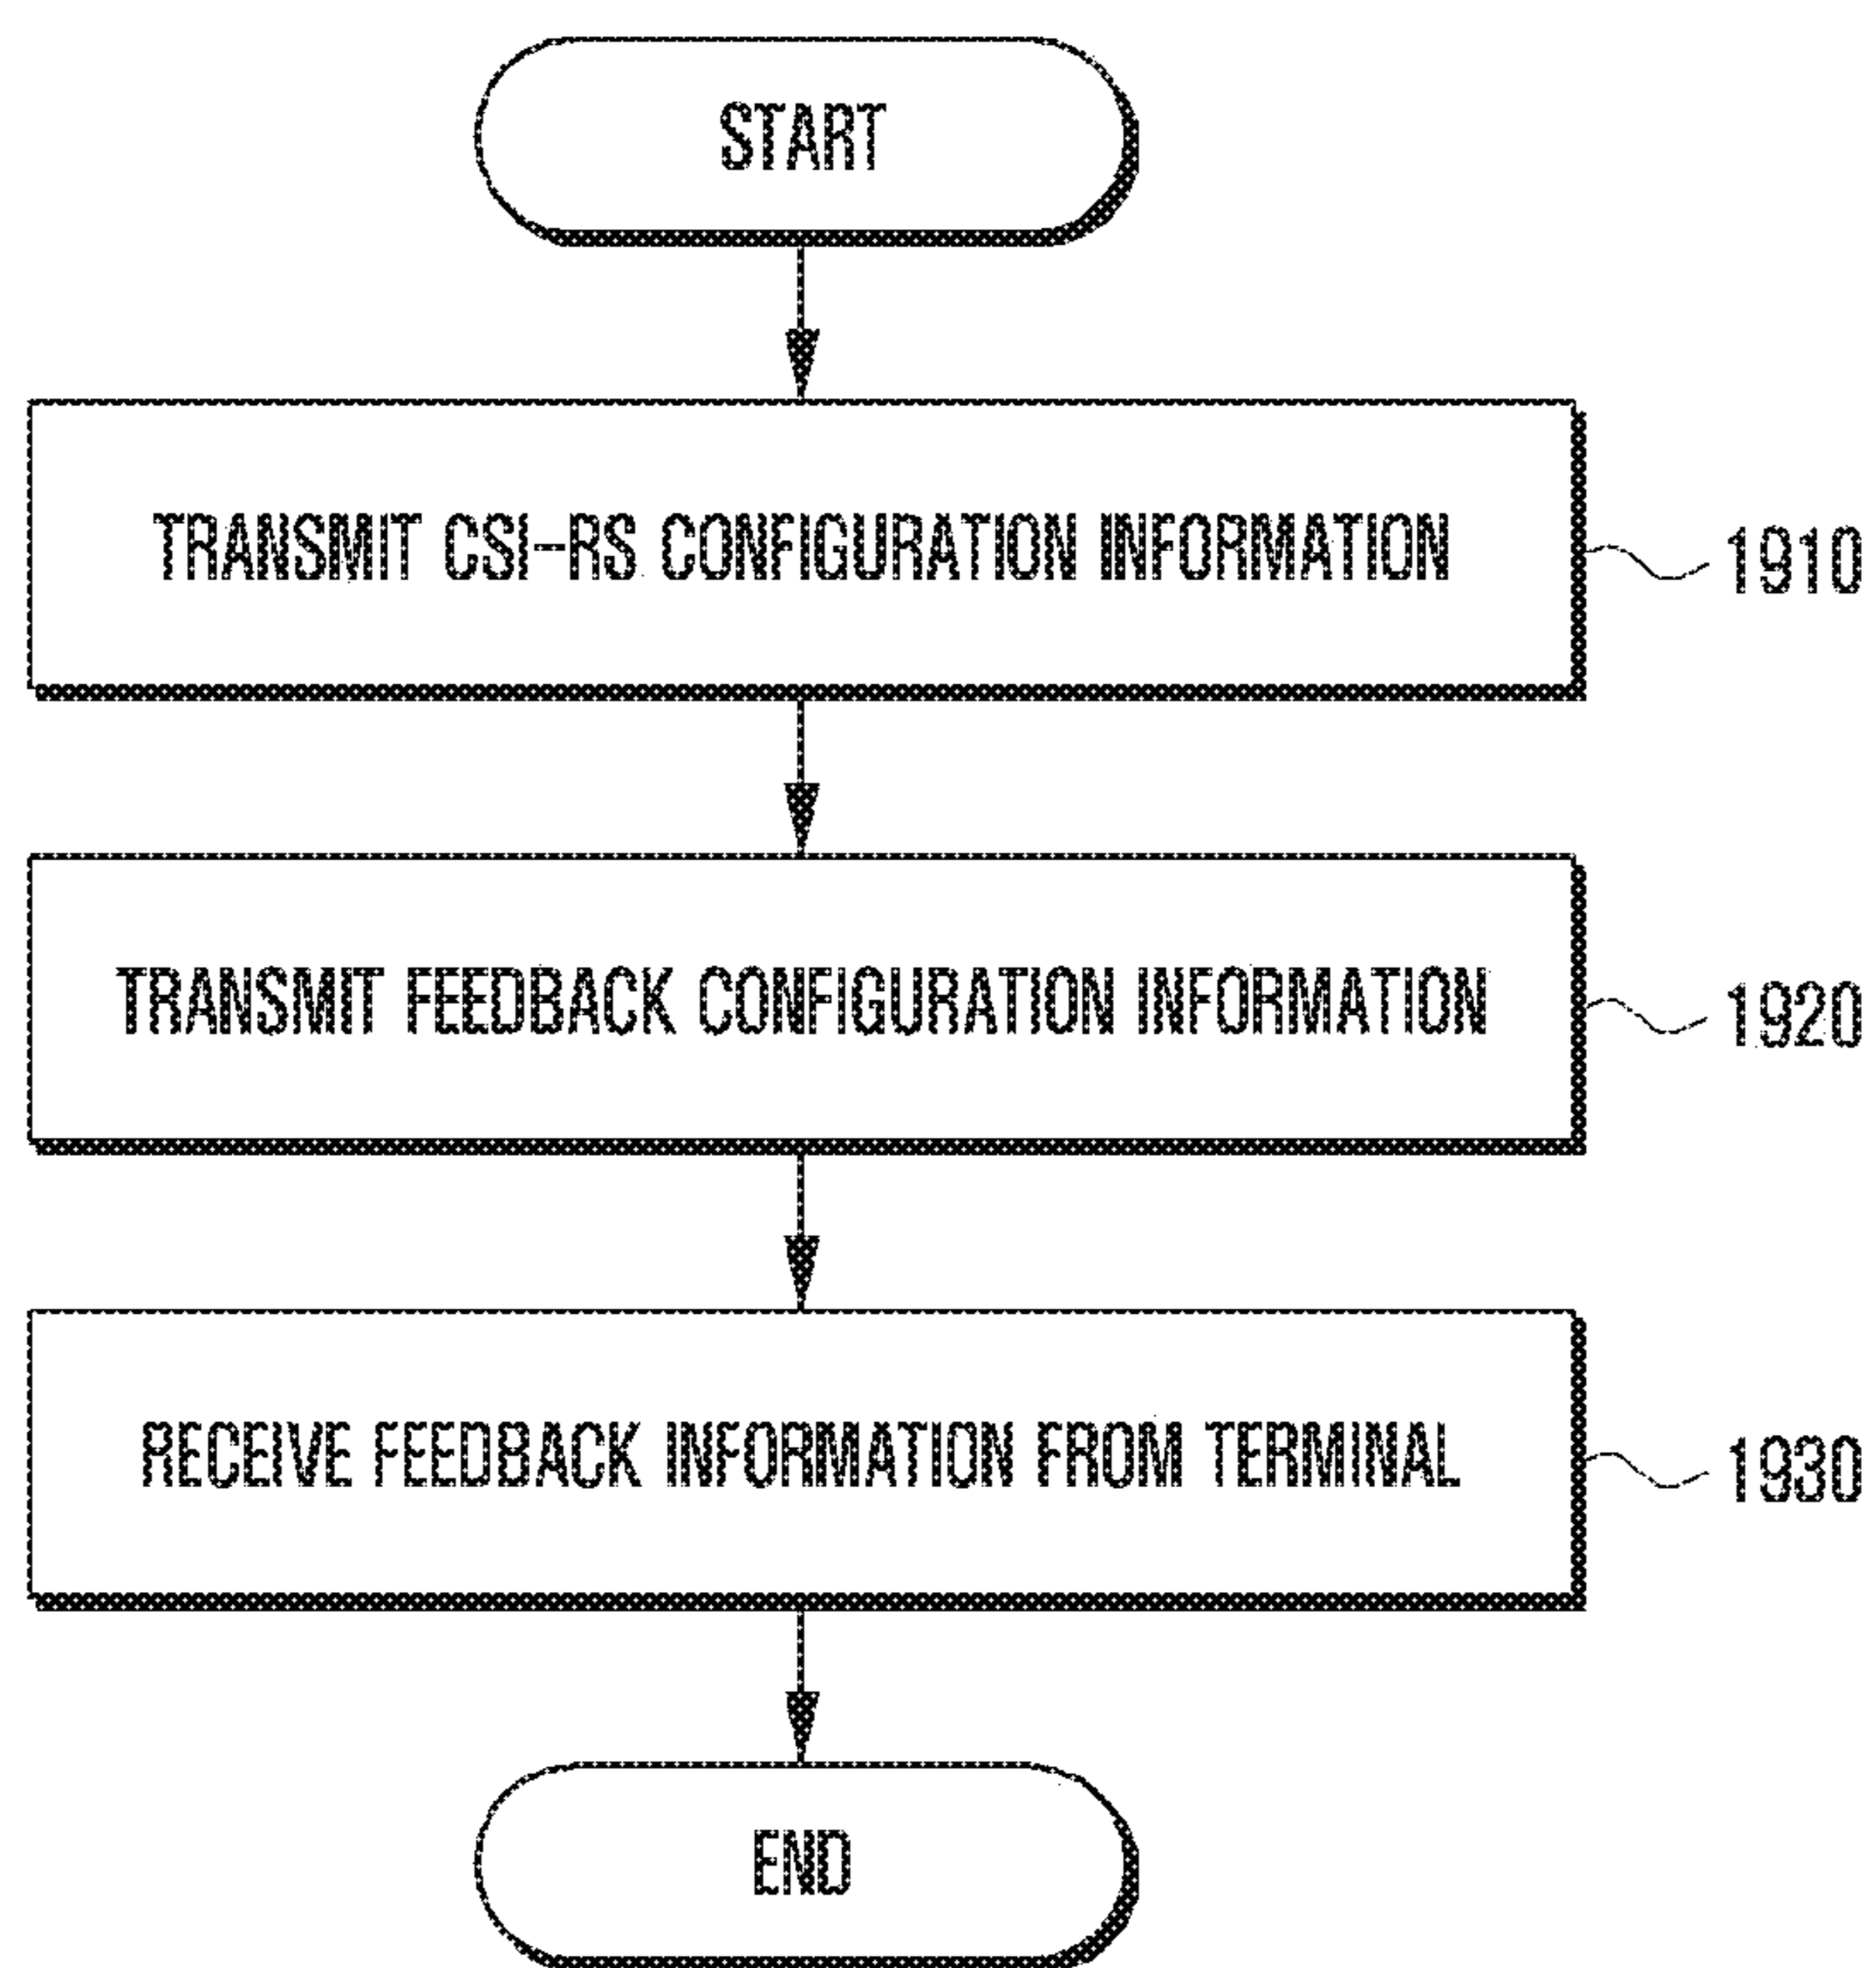 START
TRANSMIT CSI-RS CONFIGURATION INFORMATION
1910
TRANSMIT FEEDBACK CONFIGURATION INFORMATION
1920
RECEIVE FEEDBACK INFORMATION FROM TERMINAL
1930
END